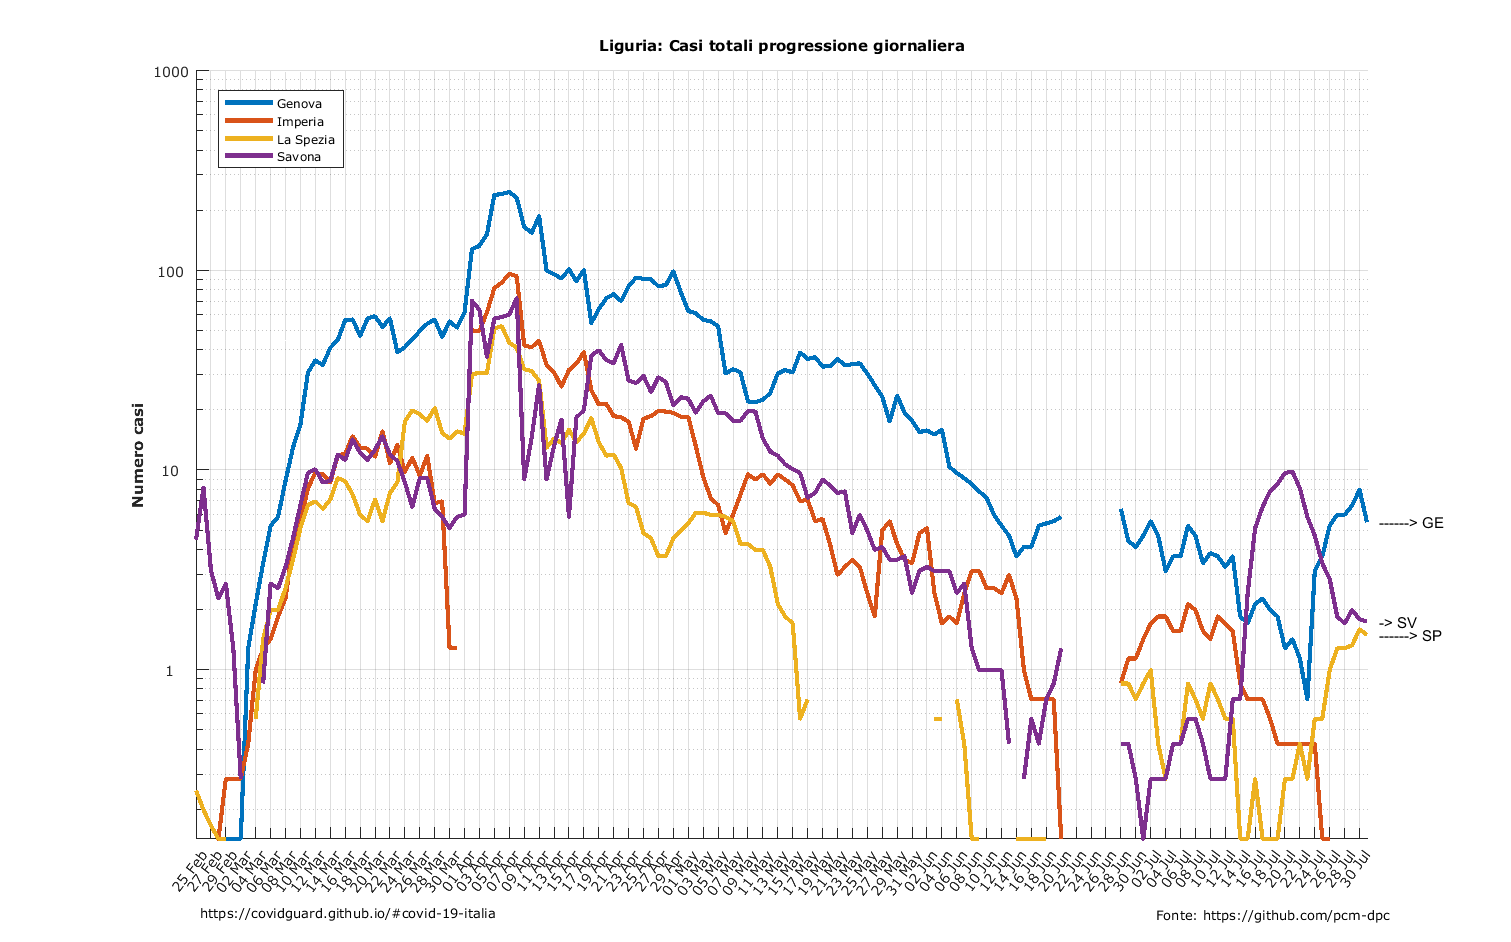 Liguria: Casi totali progressione giornaliera
1000
100
10
1
Numero casi
Genova
Imperia
La Spezia
Savona
------> GE
-> SV
------> SP
25 Feb
27 Feb
29 Feb
02 Mar
04 Mar
06 Mar
08 Mar
10 Mar
12 Mar
14 Mar
16 Mar
18 Mar
20 Mar
22 Mar
24 Mar
26 Mar
28 Mar
30 Mar
01 Apr
03 Apr
05 Apr
07 Apr
09 Apr
11 Apr
13 Apr
15 Apr
17 Apr
19 Apr
21 Apr
23 Apr
25 Apr
27 Apr
29 Apr
01 May
03 May
05 May
07 May
09 May
11 May
13 May
15 May
17 May
19 May
21 May
23 May
25 May
27 May
29 May
31 May
02 Jun
04 Jun
06 Jun
08 Jun
10 Jun
12 Jun
14 Jun
16 Jun
18 Jun
20 Jun
22 Jun
24 Jun
26 Jun
28 Jun
30 Jun
02 Jul
04 Jul
06 Jul
08 Jul
10 Jul
12 Jul
14 Jul
16 Jul
18 Jul
20 Jul
22 Jul
24 Jul
26 Jul
28 Jul
30 Jul
https://covidguard.github.io/#covid-19-italia
Fonte: https://github.com/pcm-dpc